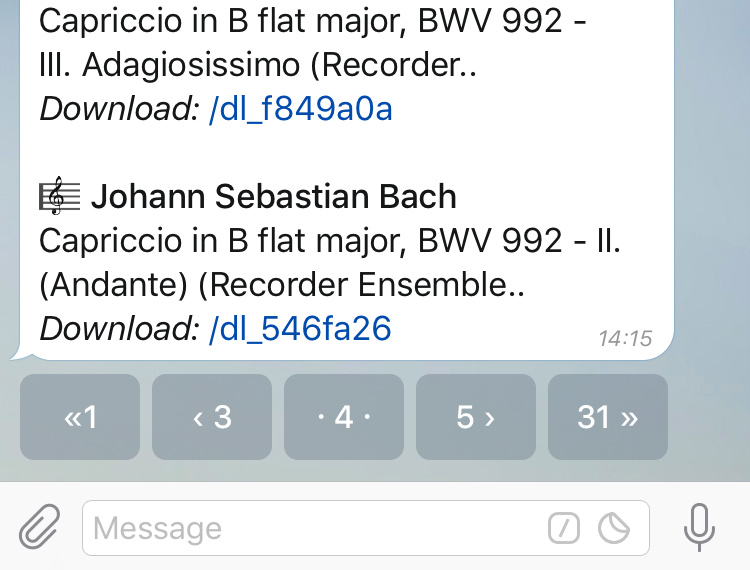 Capriccio in B flat major, BWV 992 -
III. Adagiosissimo (Recorder..
Download: /dl_f849a0a
🎼 Johann Sebastian Bach
Capriccio in B flat major, BWV 992 - II.
(Andante) (Recorder Ensemble..
Download: /dl_546fa26
14:15
«1 ‹ 3 · 4 · 5 › 31 »
Message